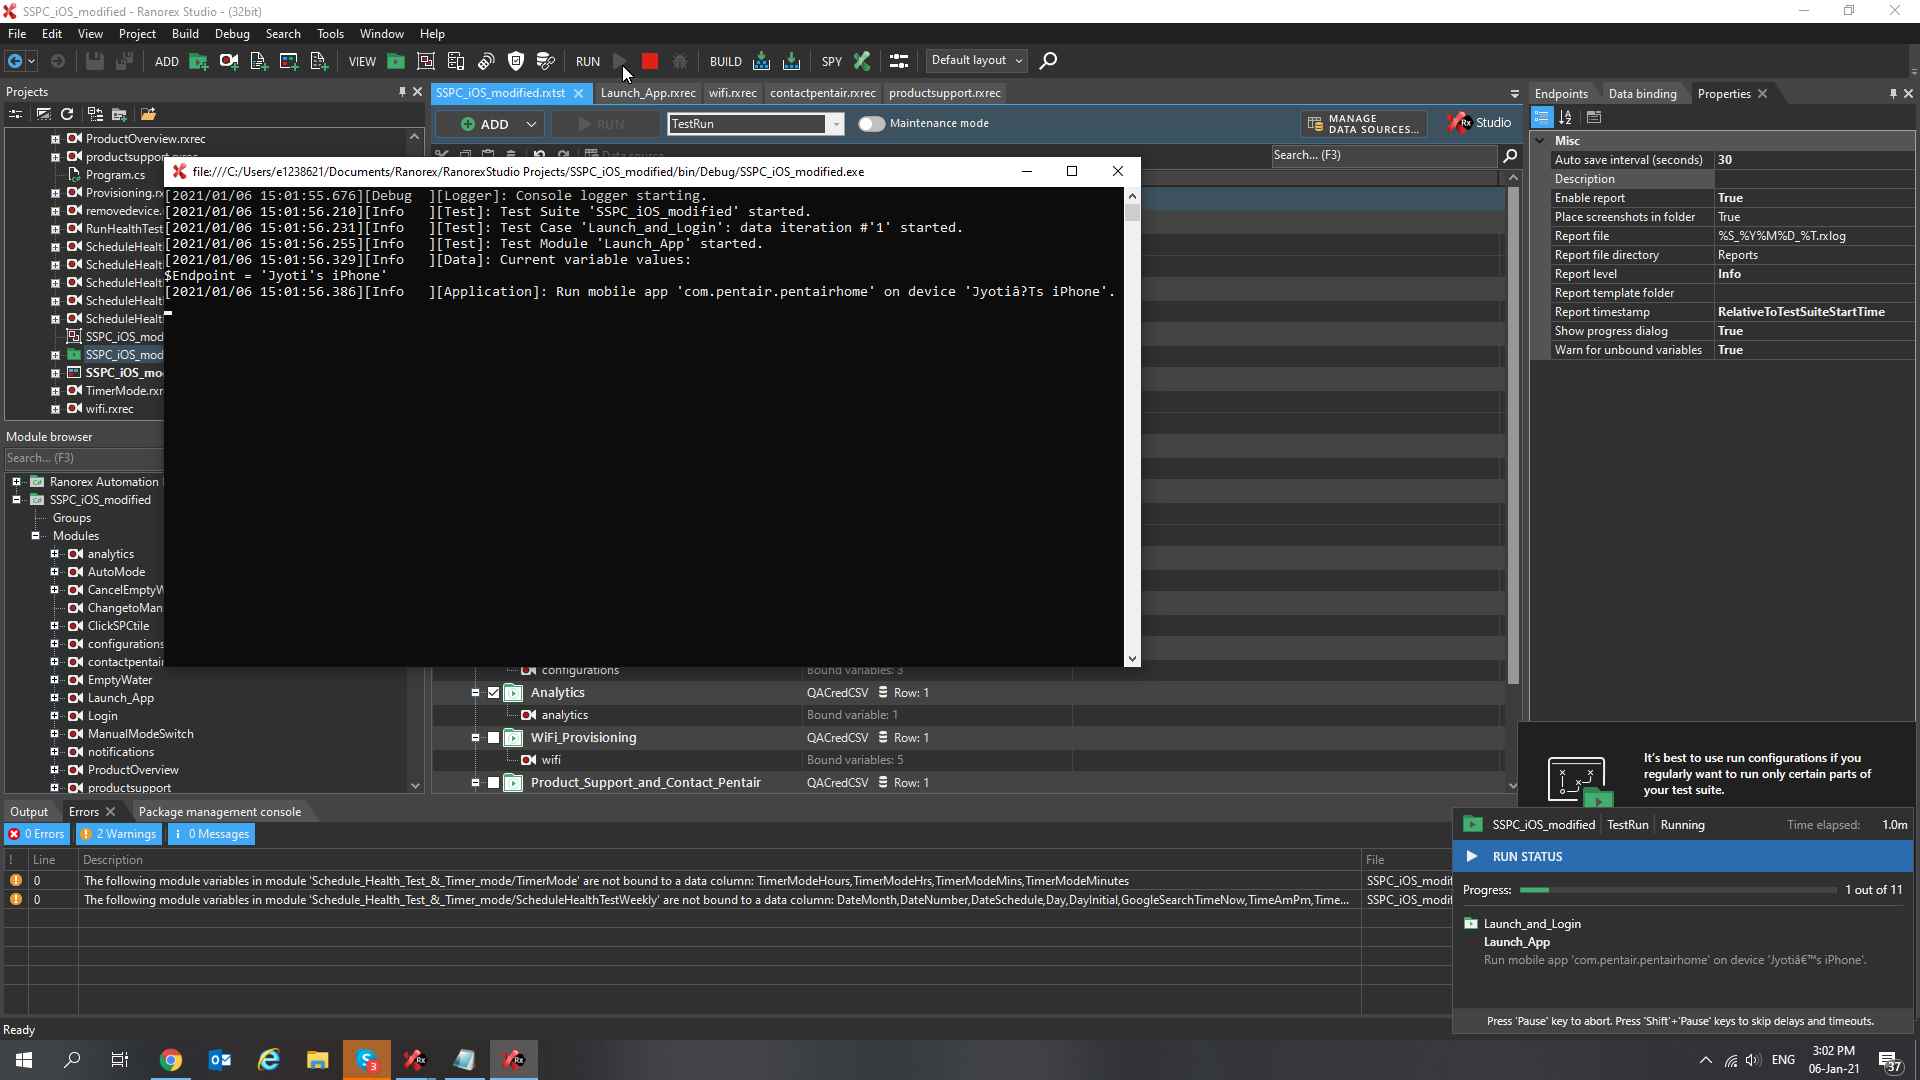 SSPC_iOS_modified - Ranorex Studio - (32bit)
File Edit View Project Build Debug Search Tools Window Help
ADD VIEW RUN BUILD SPY Default layout
Projects
ProductOverview.rxrec
productsupport.rxrec
Program.cs
Provisioning.rx
removedevice.
RunHealthTest
ScheduleHealt
ScheduleHealt
ScheduleHealt
ScheduleHealt
ScheduleHealt
SSPC_iOS_mod
SSPC_iOS_mod
SSPC_iOS_mo
TimerMode.rxr
wifi.rxrec
SSPC_iOS_modified.rxtst Launch_App.rxrec wifi.rxrec contactpentair.rxrec productsupport.rxrec
ADD RUN TestRun Maintenance mode MANAGE DATA SOURCES... Rx Studio
Data source
Search... (F3)
file:///C:/Users/e1238621/Documents/Ranorex/RanorexStudio Projects/SSPC_iOS_modified/bin/Debug/SSPC_iOS_modified.exe
[2021/01/06 15:01:55.676][Debug ][Logger]: Console logger starting.
[2021/01/06 15:01:56.210][Info ][Test]: Test Suite 'SSPC_iOS_modified' started.
[2021/01/06 15:01:56.231][Info ][Test]: Test Case 'Launch_and_Login': data iteration #'1' started.
[2021/01/06 15:01:56.255][Info ][Test]: Test Module 'Launch_App' started.
[2021/01/06 15:01:56.329][Info ][Data]: Current variable values:
$Endpoint = 'Jyoti's iPhone'
[2021/01/06 15:01:56.386][Info ][Application]: Run mobile app 'com.pentair.pentairhome' on device 'Jyotiâ?Ts iPhone'.
Module browser
Search... (F3)
Ranorex Automation
SSPC_iOS_modified
Groups
Modules
analytics
AutoMode
CancelEmptyW
ChangetoMan
ClickSPCtile
configurations
contactpentair
EmptyWater
Launch_App
Login
ManualModeSwitch
notifications
ProductOverview
productsupport
configurations Bound variables: 3
Analytics QACredCSV Row: 1
analytics Bound variable: 1
WiFi_Provisioning QACredCSV Row: 1
wifi Bound variables: 5
Product_Support_and_Contact_Pentair QACredCSV Row: 1
Endpoints Data binding Properties
Misc
Auto save interval (seconds) 30
Description
Enable report True
Place screenshots in folder True
Report file %S_%Y%M%D_%T.rxlog
Report file directory Reports
Report level Info
Report template folder
Report timestamp RelativeToTestSuiteStartTime
Show progress dialog True
Warn for unbound variables True
It's best to use run configurations if you
regularly want to run only certain parts of
your test suite.
SSPC_iOS_modified TestRun Running Time elapsed: 1.0m
RUN STATUS
Progress: 1 out of 11
Launch_and_Login
Launch_App
Run mobile app 'com.pentair.pentairhome' on device 'Jyotiâ€™s iPhone'.
Press 'Pause' key to abort. Press 'Shift'+'Pause' keys to skip delays and timeouts.
Output Errors Package management console
0 Errors 2 Warnings 0 Messages
! Line Description File
0 The following module variables in module 'Schedule_Health_Test_&_Timer_mode/TimerMode' are not bound to a data column: TimerModeHours,TimerModeHrs,TimerModeMins,TimerModeMinutes SSPC_iOS_modif
0 The following module variables in module 'Schedule_Health_Test_&_Timer_mode/ScheduleHealthTestWeekly' are not bound to a data column: DateMonth,DateNumber,DateSchedule,Day,DayInitial,GoogleSearchTimeNow,TimeAmPm,Time... SSPC_iOS_modif
Ready
3
ENG
3:02 PM
06-Jan-21
37